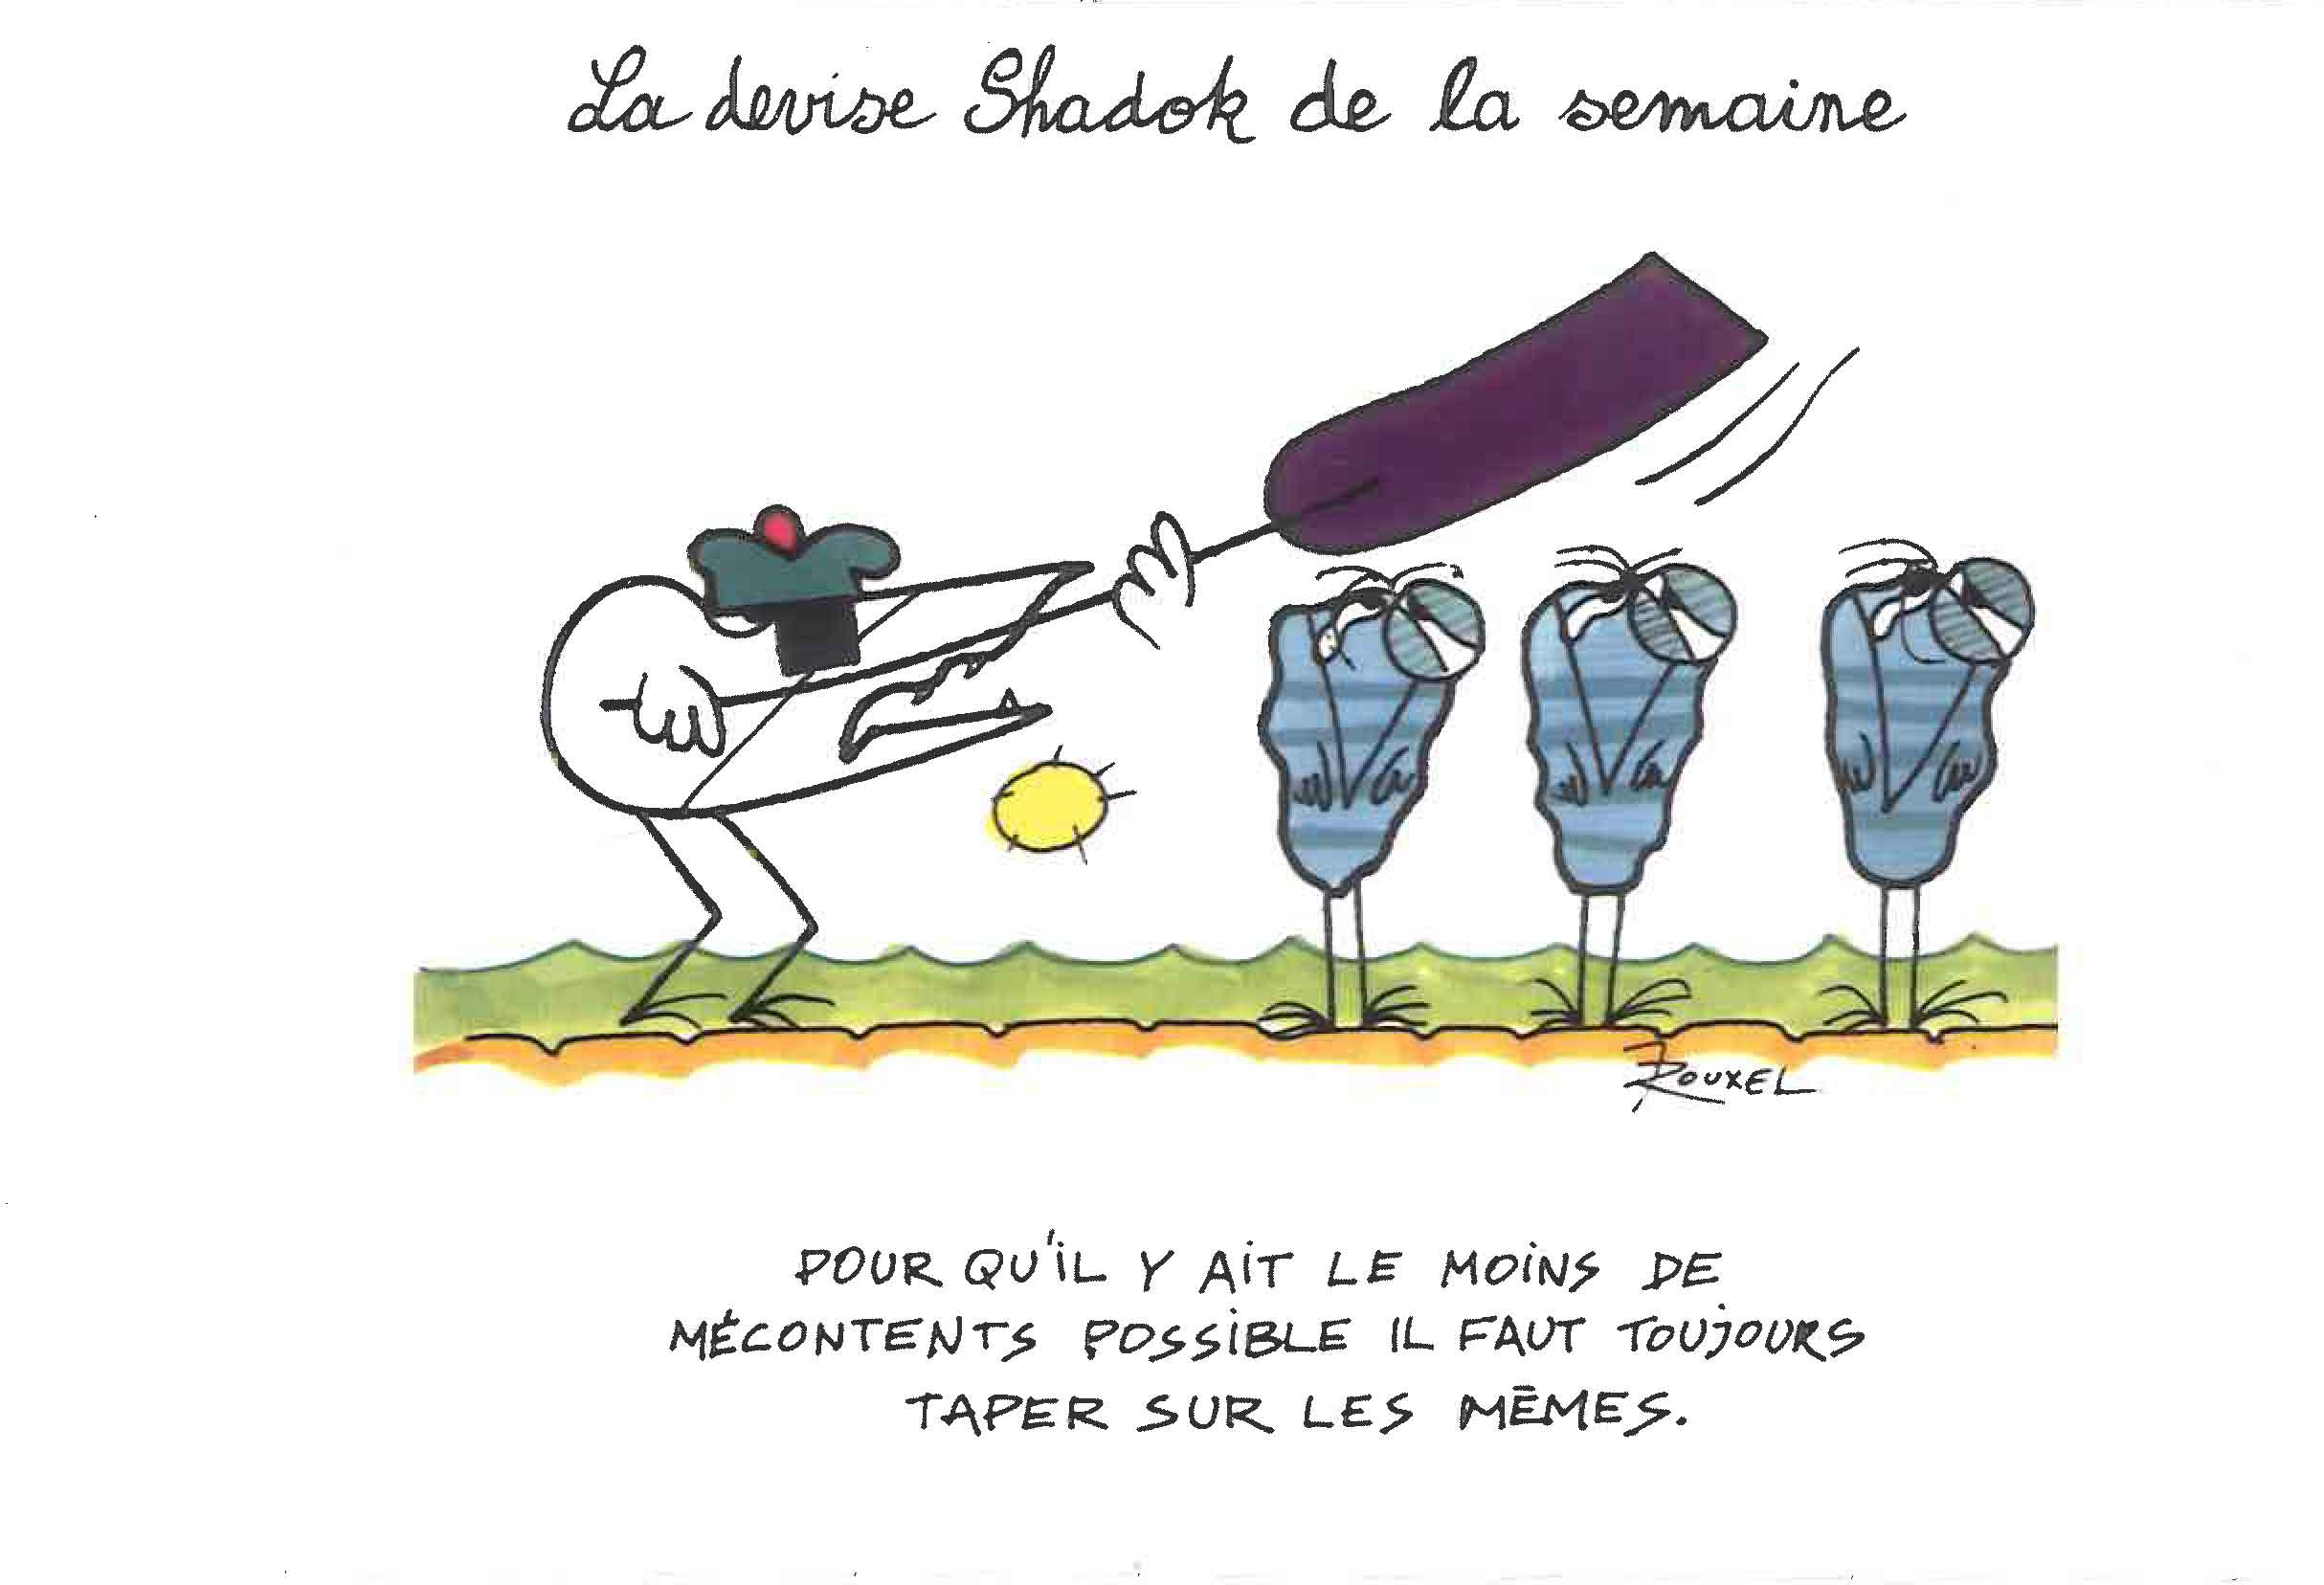 La devise Shadok de la semaine
ROUXEL
POUR QU'IL Y AIT LE MOINS DE
MÉCONTENTS POSSIBLE IL FAUT TOUJOURS
TAPER SUR LES MÊMES.